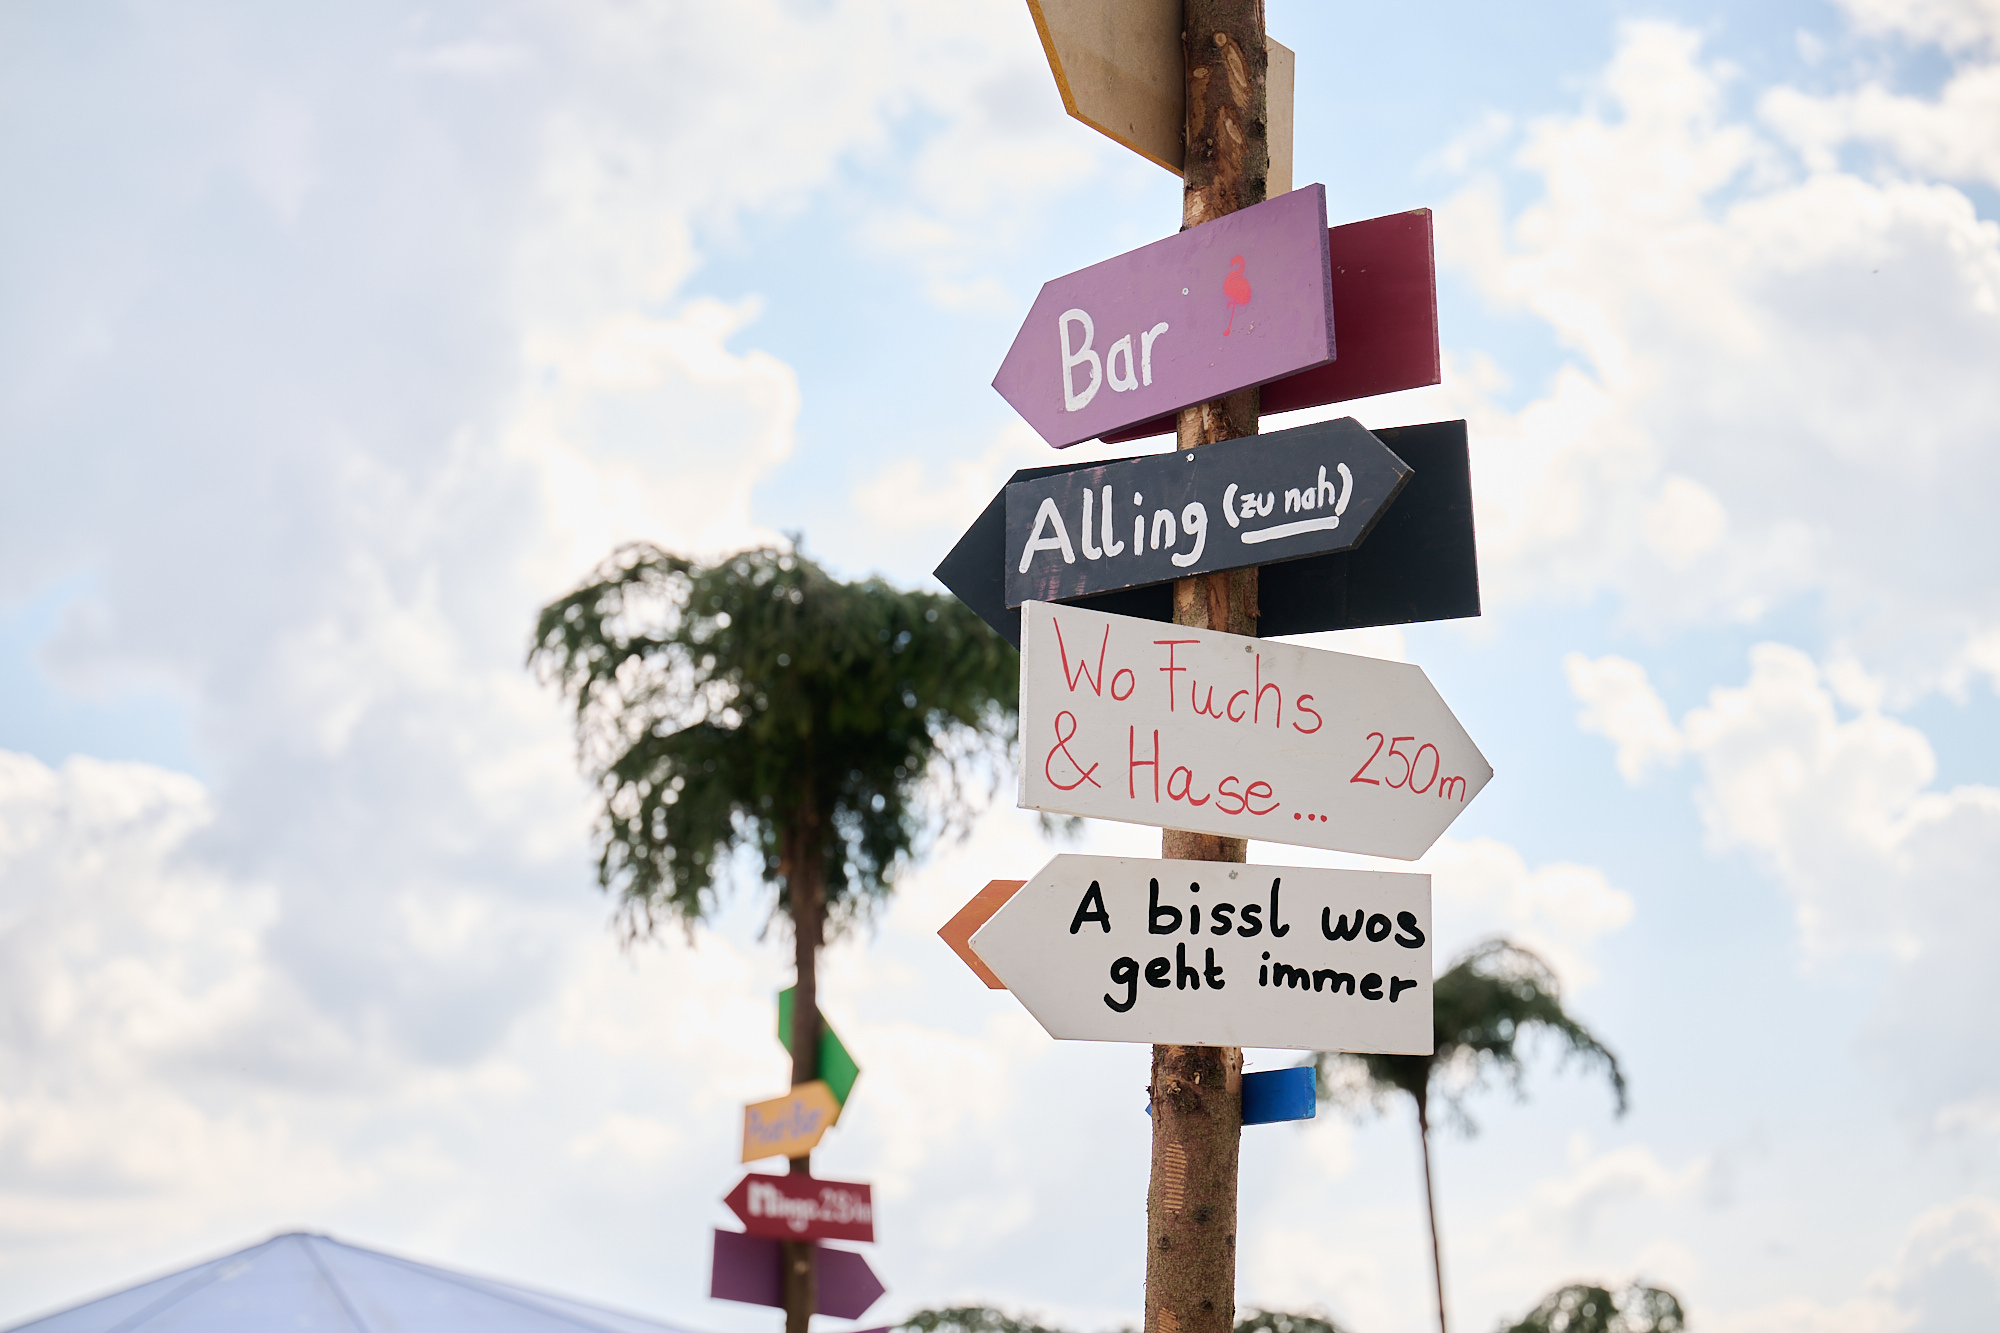 Bar
Alling (zu nah)
Wo Fuchs
& Hase... 250m
A bissl wos
geht immer